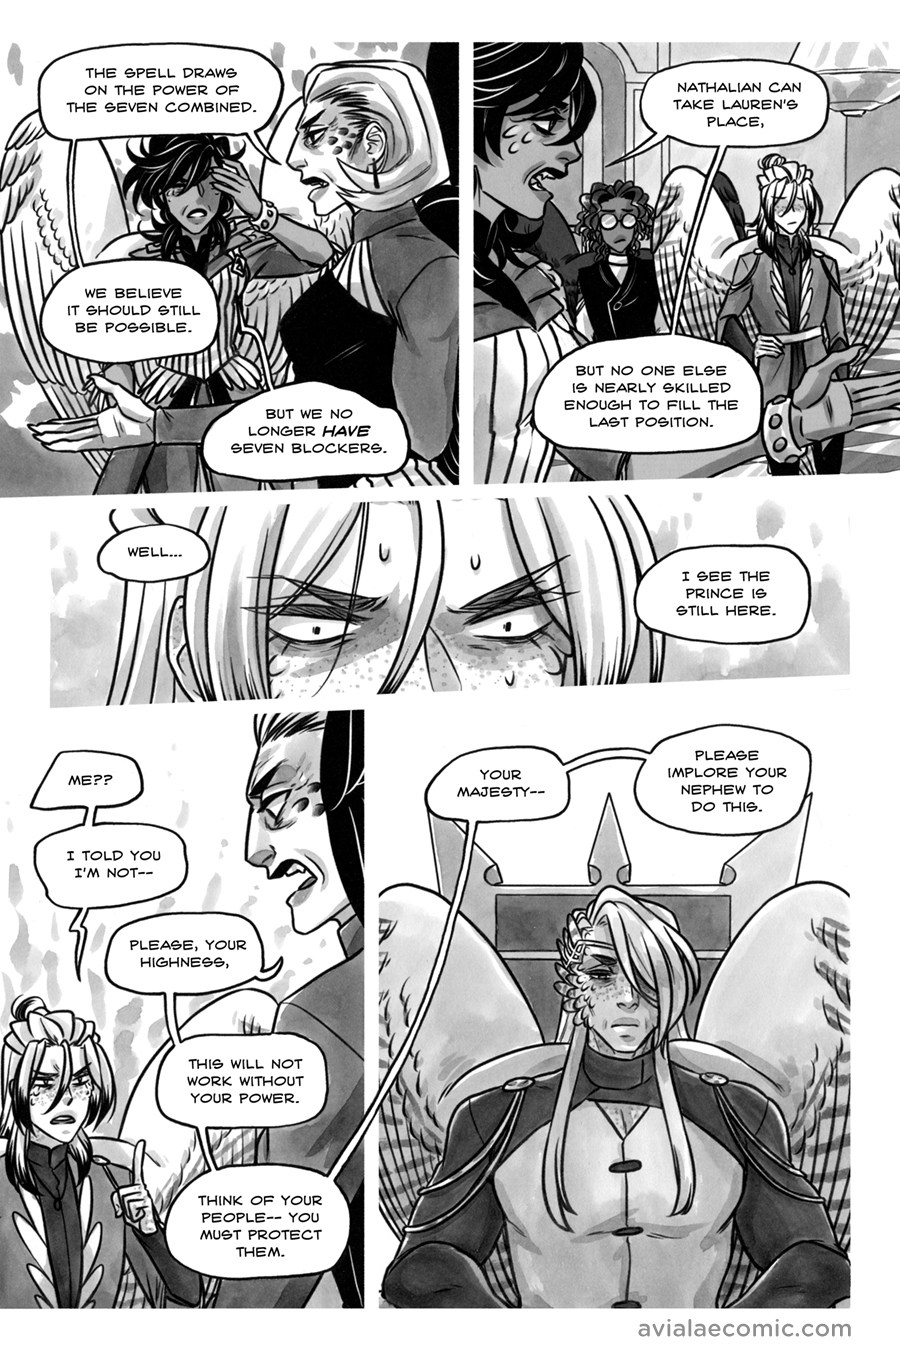 THE SPELL DRAWS
ON THE POWER OF
THE SEVEN COMBINED.
WE BELIEVE
IT SHOULD STILL
BE POSSIBLE.
BUT WE NO
LONGER HAVE
SEVEN BLOCKERS.
NATHALIAN CAN
TAKE LAUREN'S
PLACE,
BUT NO ONE ELSE
IS NEARLY SKILLED
ENOUGH TO FILL THE
LAST POSITION.
WELL...
I SEE THE
PRINCE IS
STILL HERE.
ME??
I TOLD YOU
I'M NOT--
PLEASE, YOUR
HIGHNESS,
THIS WILL NOT
WORK WITHOUT
YOUR POWER.
THINK OF YOUR
PEOPLE-- YOU
MUST PROTECT
THEM.
YOUR
MAJESTY--
PLEASE
IMPLORE YOUR
NEPHEW TO
DO THIS.
avialaecomic.com